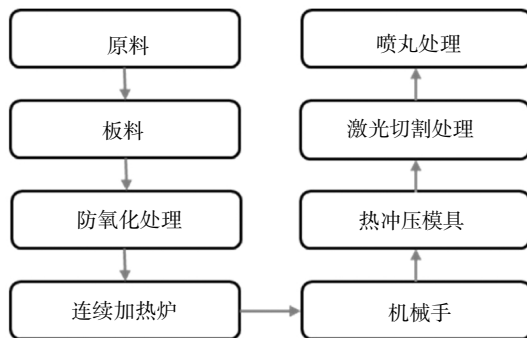 原料
板料
防氧化处理
连续加热炉
机械手
热冲压模具
激光切割处理
喷丸处理